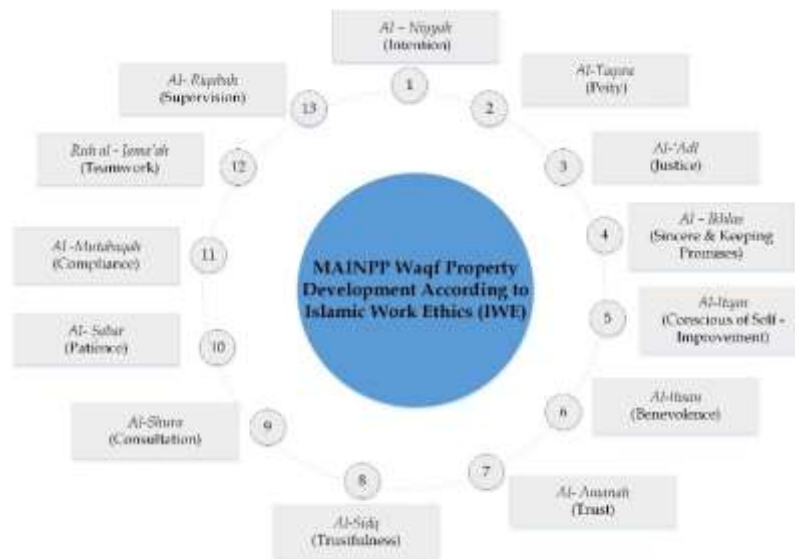 Al – Niyyah
(Intention)
1
Al-Taqwa
(Peity)
2
Al-'Adl
(Justice)
3
Al – Ikhlas
(Sincere & Keeping
Promises)
4
Al-Itqan
(Conscious of Self -
Improvement)
5
Al-Ihsan
(Benevolence)
6
Al- Amanah
(Trust)
7
Al-Sidq
(Trustfulness)
8
Al-Shura
(Consultation)
9
Al- Sabar
(Patience)
10
Al -Mutabaqah
(Compliance)
11
Ruh al - Jama'ah
(Teamwork)
12
Al- Riqabah
(Supervision)
13
MAINPP Waqf Property
Development According to
Islamic Work Ethics (IWE)